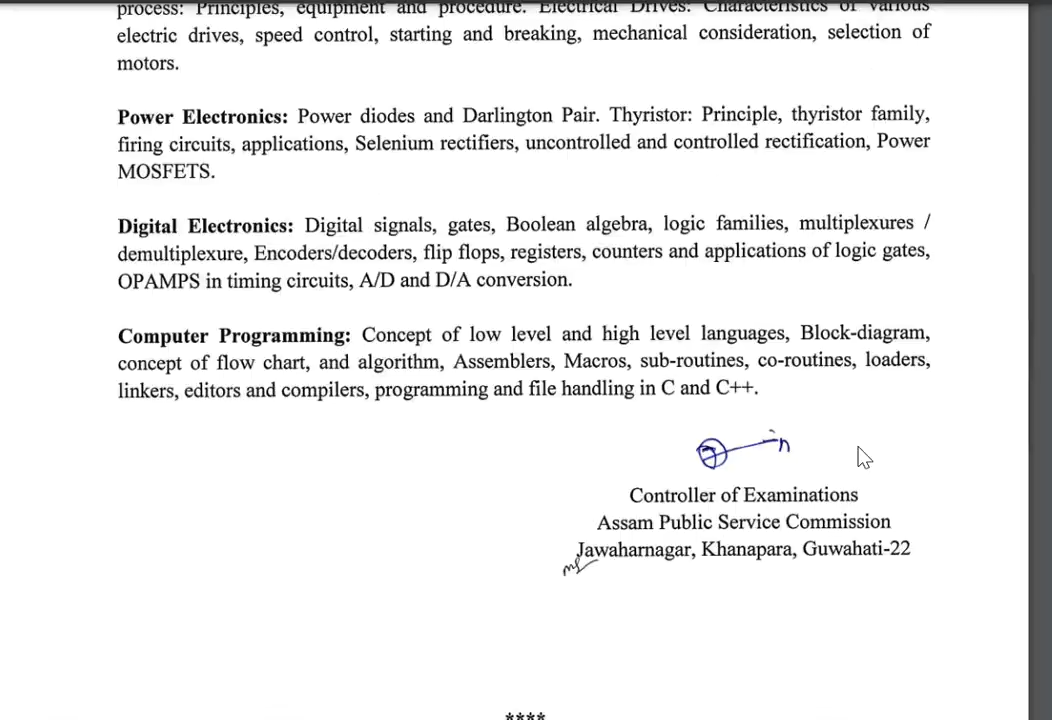 process: Principles, equipment and procedure. Electrical Drives: Characteristics of various
electric drives, speed control, starting and breaking, mechanical consideration, selection of
motors.
Power Electronics: Power diodes and Darlington Pair. Thyristor: Principle, thyristor family,
firing circuits, applications, Selenium rectifiers, uncontrolled and controlled rectification, Power
MOSFETS.
Digital Electronics: Digital signals, gates, Boolean algebra, logic families, multiplexures /
demultiplexure, Encoders/decoders, flip flops, registers, counters and applications of logic gates,
OPAMPS in timing circuits, A/D and D/A conversion.
Computer Programming: Concept of low level and high level languages, Block-diagram,
concept of flow chart, and algorithm, Assemblers, Macros, sub-routines, co-routines, loaders,
linkers, editors and compilers, programming and file handling in C and C++.
Controller of Examinations
Assam Public Service Commission
Jawaharnagar, Khanapara, Guwahati-22
****